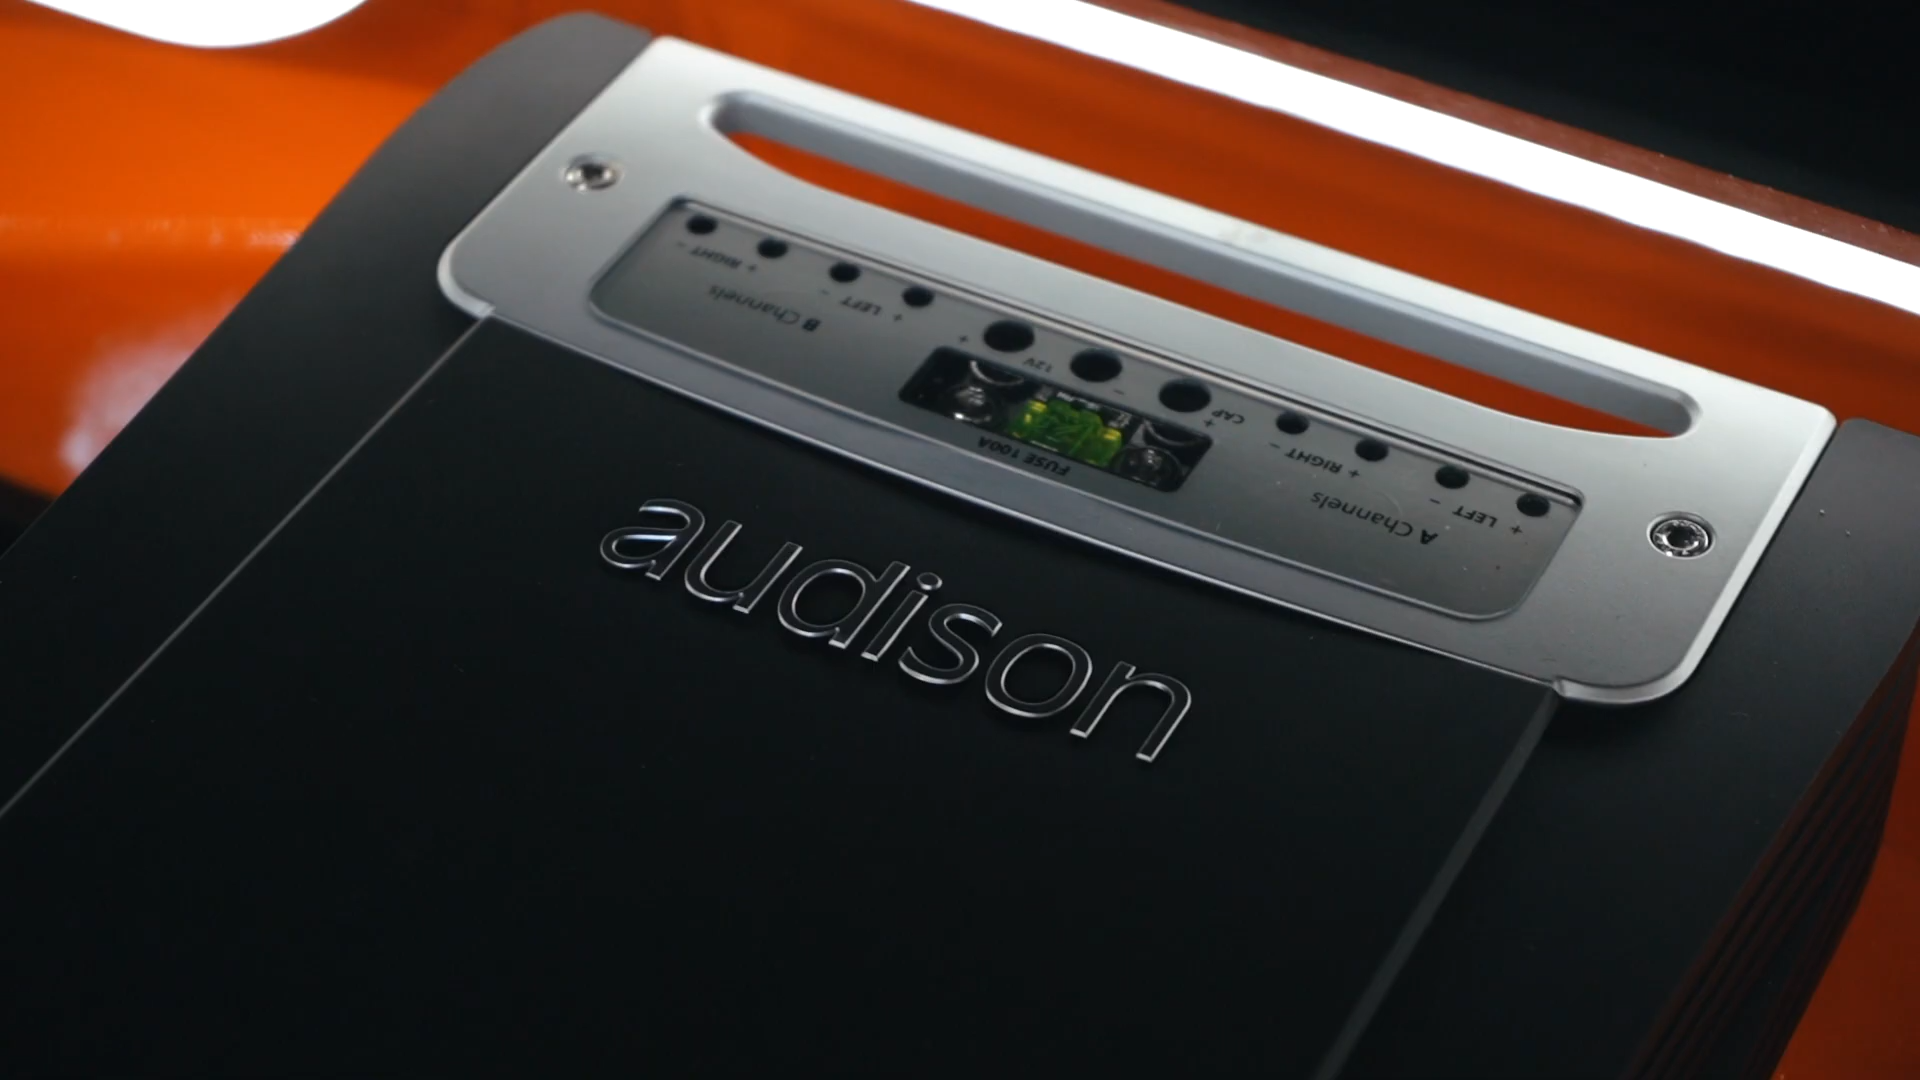 audison
A Channels
+ LEFT - + RIGHT -
CAP +
- 12V +
FUSE 100A
B Channels
+ LEFT - + RIGHT -